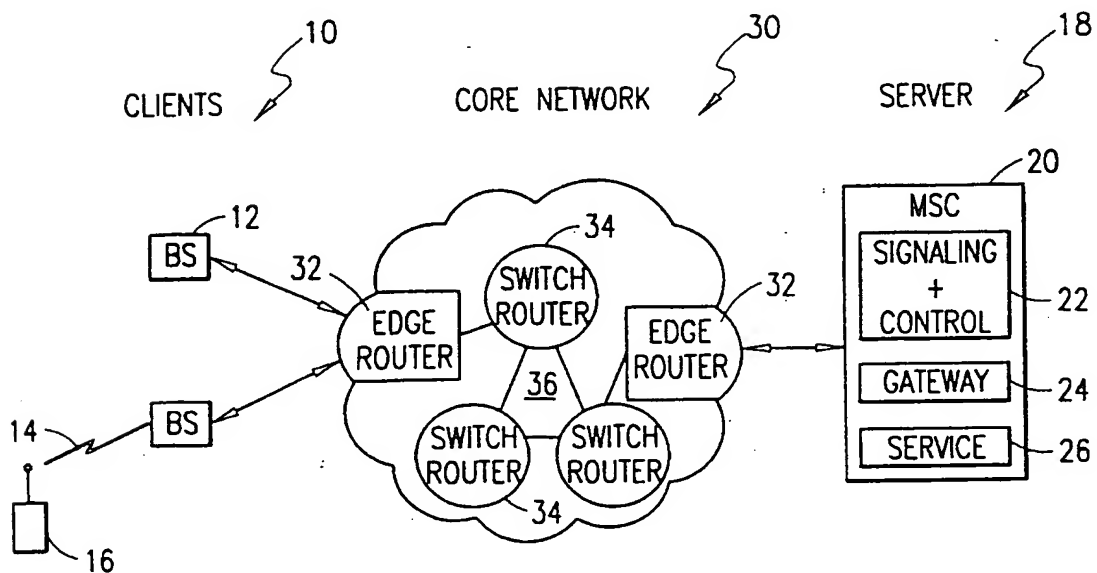 10
30
18
CLIENTS
CORE NETWORK
SERVER
20
MSC
12
BS
34
SIGNALING
+
CONTROL
22
32
SWITCH
ROUTER
32
EDGE
ROUTER
EDGE
ROUTER
36
GATEWAY
24
14
BS
SWITCH
ROUTER
SWITCH
ROUTER
SERVICE
26
34
16